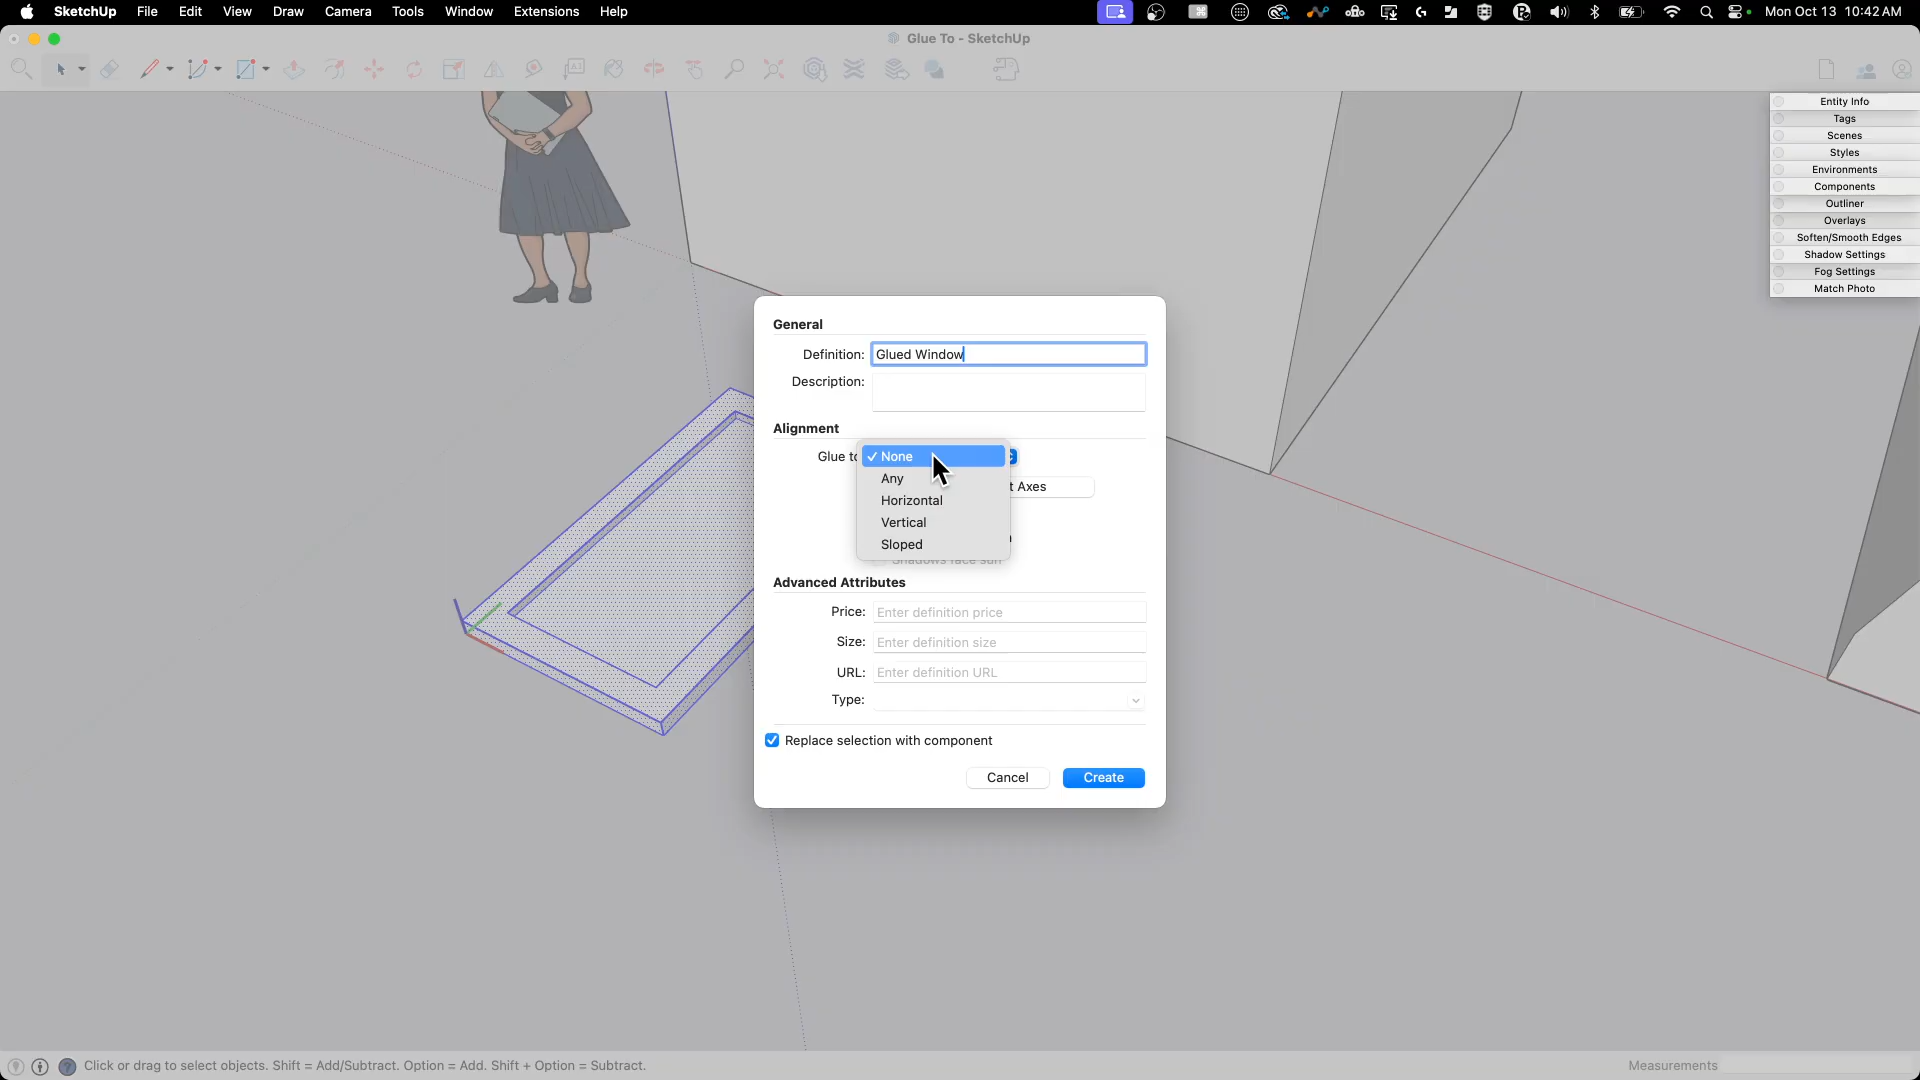 SketchUp File Edit View Draw Camera Tools Window Extensions Help Mon Oct 13 10:42 AM
Glue To - SketchUp
Entity Info
Tags
Scenes
Styles
Environments
Components
Outliner
Overlays
Soften/Smooth Edges
Shadow Settings
Fog Settings
Match Photo
General
Definition: Glued Window
Description:
Alignment
Glue to
✓ None
Any
Horizontal
Vertical
Sloped
t Axes
Shadows face sun
Advanced Attributes
Price: Enter definition price
Size: Enter definition size
URL: Enter definition URL
Type:
Replace selection with component
Cancel Create
Click or drag to select objects. Shift = Add/Subtract. Option = Add. Shift + Option = Subtract.
Measurements